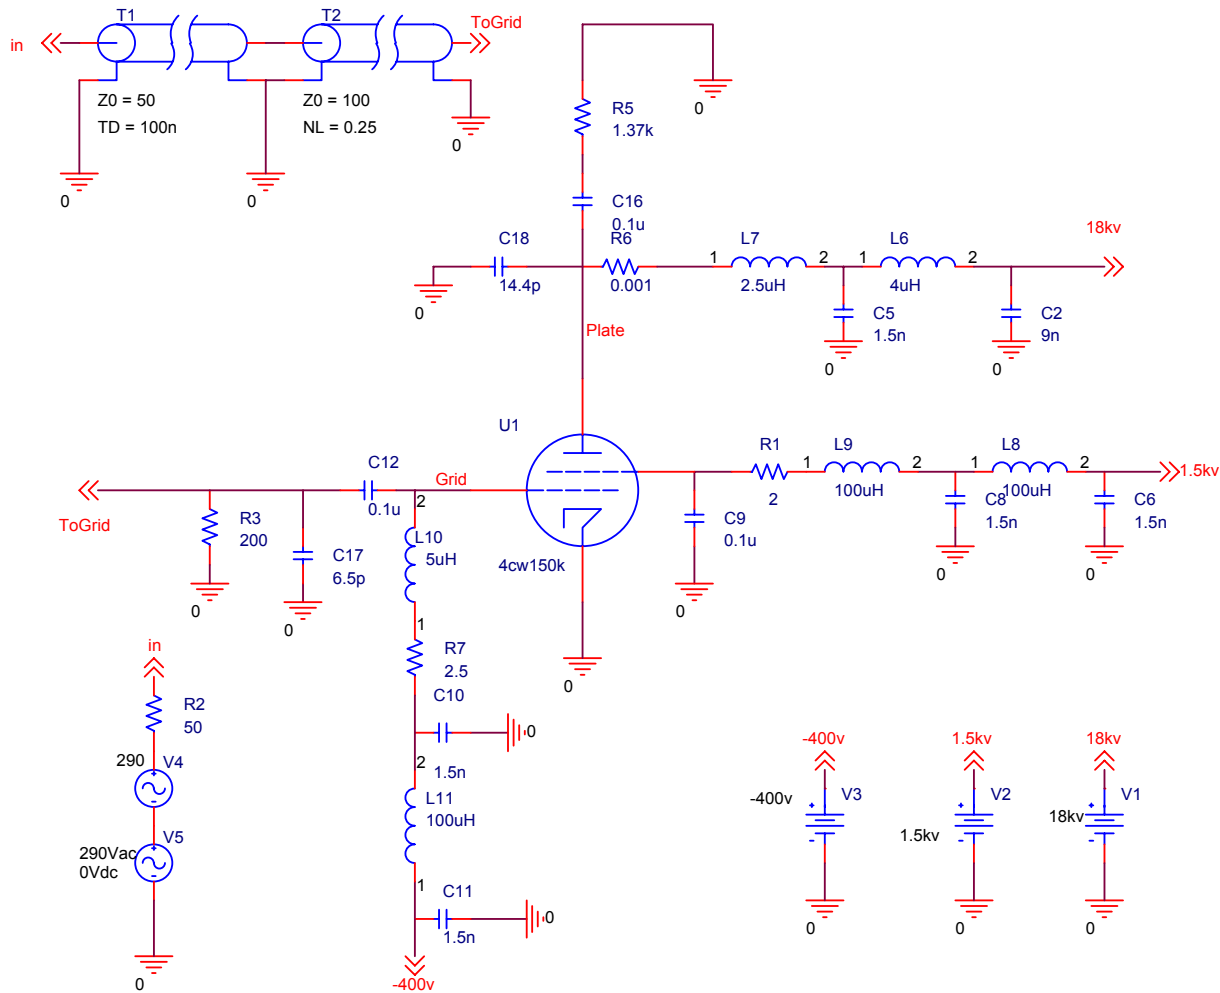 T1
T2
ToGrid
in
Z0 = 50
TD = 100n
Z0 = 100
NL = 0.25
0
0
0
0
R5
1.37k
C16
0.1u
C18
14.4p
0
R6
0.001
1
L7
2
2.5uH
1
L6
2
4uH
18kv
C5
1.5n
0
C2
9n
0
Plate
U1
4cw150k
0
C12
0.1u
Grid
ToGrid
R3
200
0
C17
6.5p
0
2
L10
5uH
1
R7
2.5
C10
1.5n
0
2
L11
100uH
1
C11
1.5n
0
-400v
R1
2
1
L9
2
100uH
1
L8
2
100uH
1.5kv
C9
0.1u
0
C8
1.5n
0
C6
1.5n
0
in
R2
50
290
V4
V5
290Vac
0Vdc
0
-400v
-400v
V3
0
1.5kv
V2
1.5kv
0
18kv
V1
18kv
0